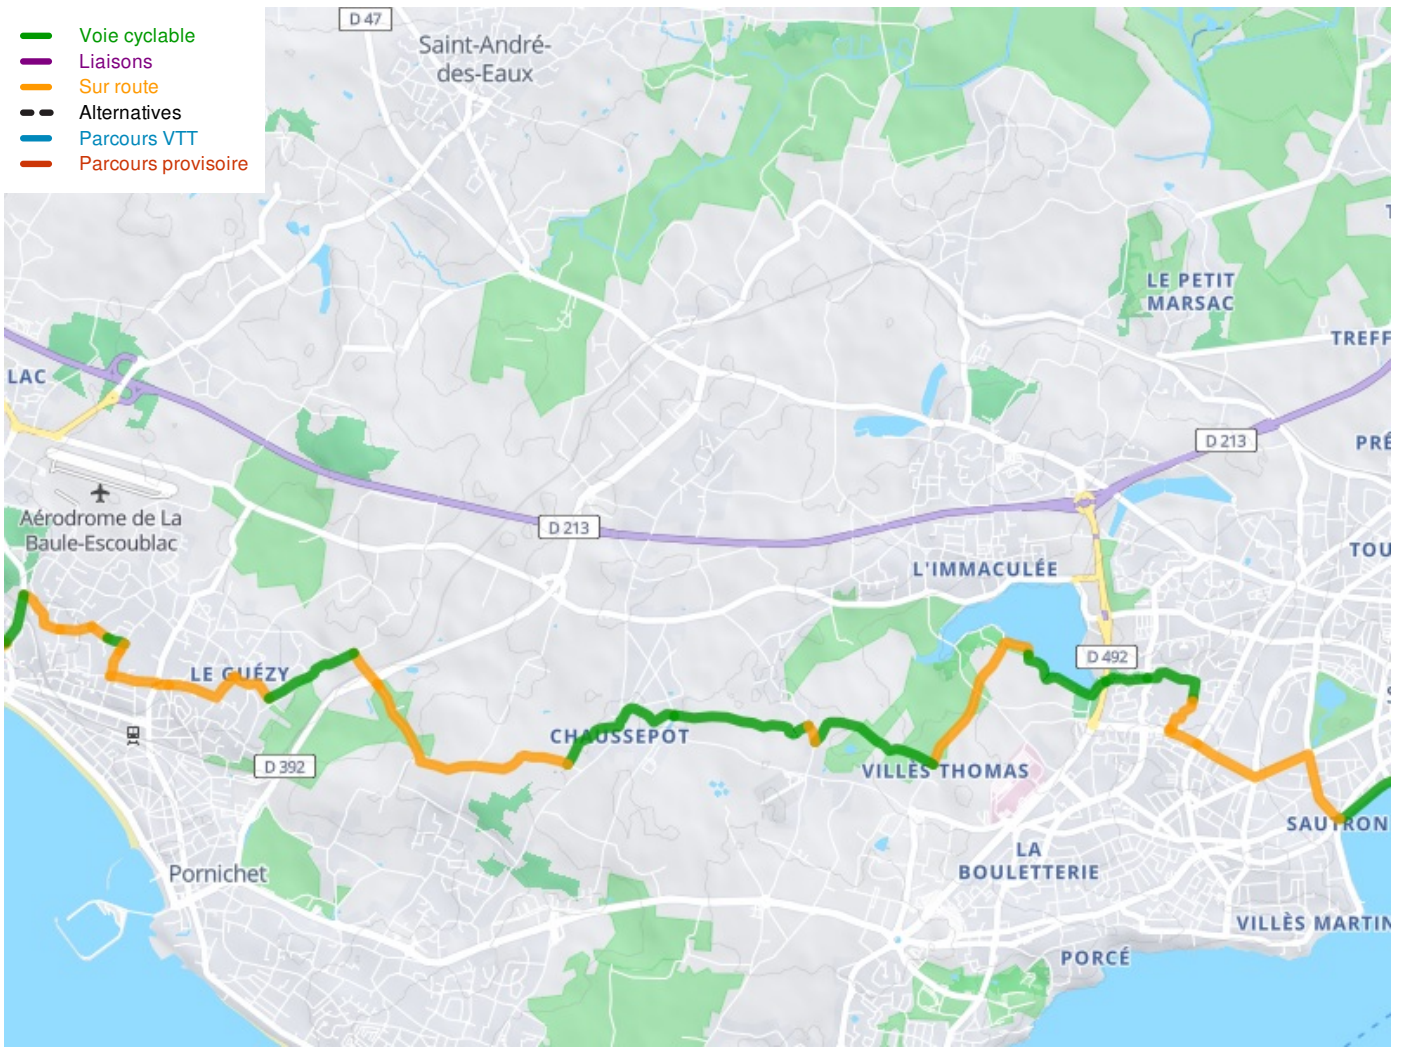 Voie cyclable
Liaisons
Sur route
Alternatives
Parcours VTT
Parcours provisoire
D 47
Saint-André-
des-Eaux
LE PETIT
MARSAC
TREFF
LAC
D 213
PRÉ
Aérodrome de La
Baule-Escoublac
D 213
TOU
L'IMMACULÉE
D 492
LE GUÉZY
CHAUSSEPOT
D 392
VILLÈS THOMAS
SAUTRON
LA
BOULETTERIE
Pornichet
VILLÈS MARTIN
PORCÉ